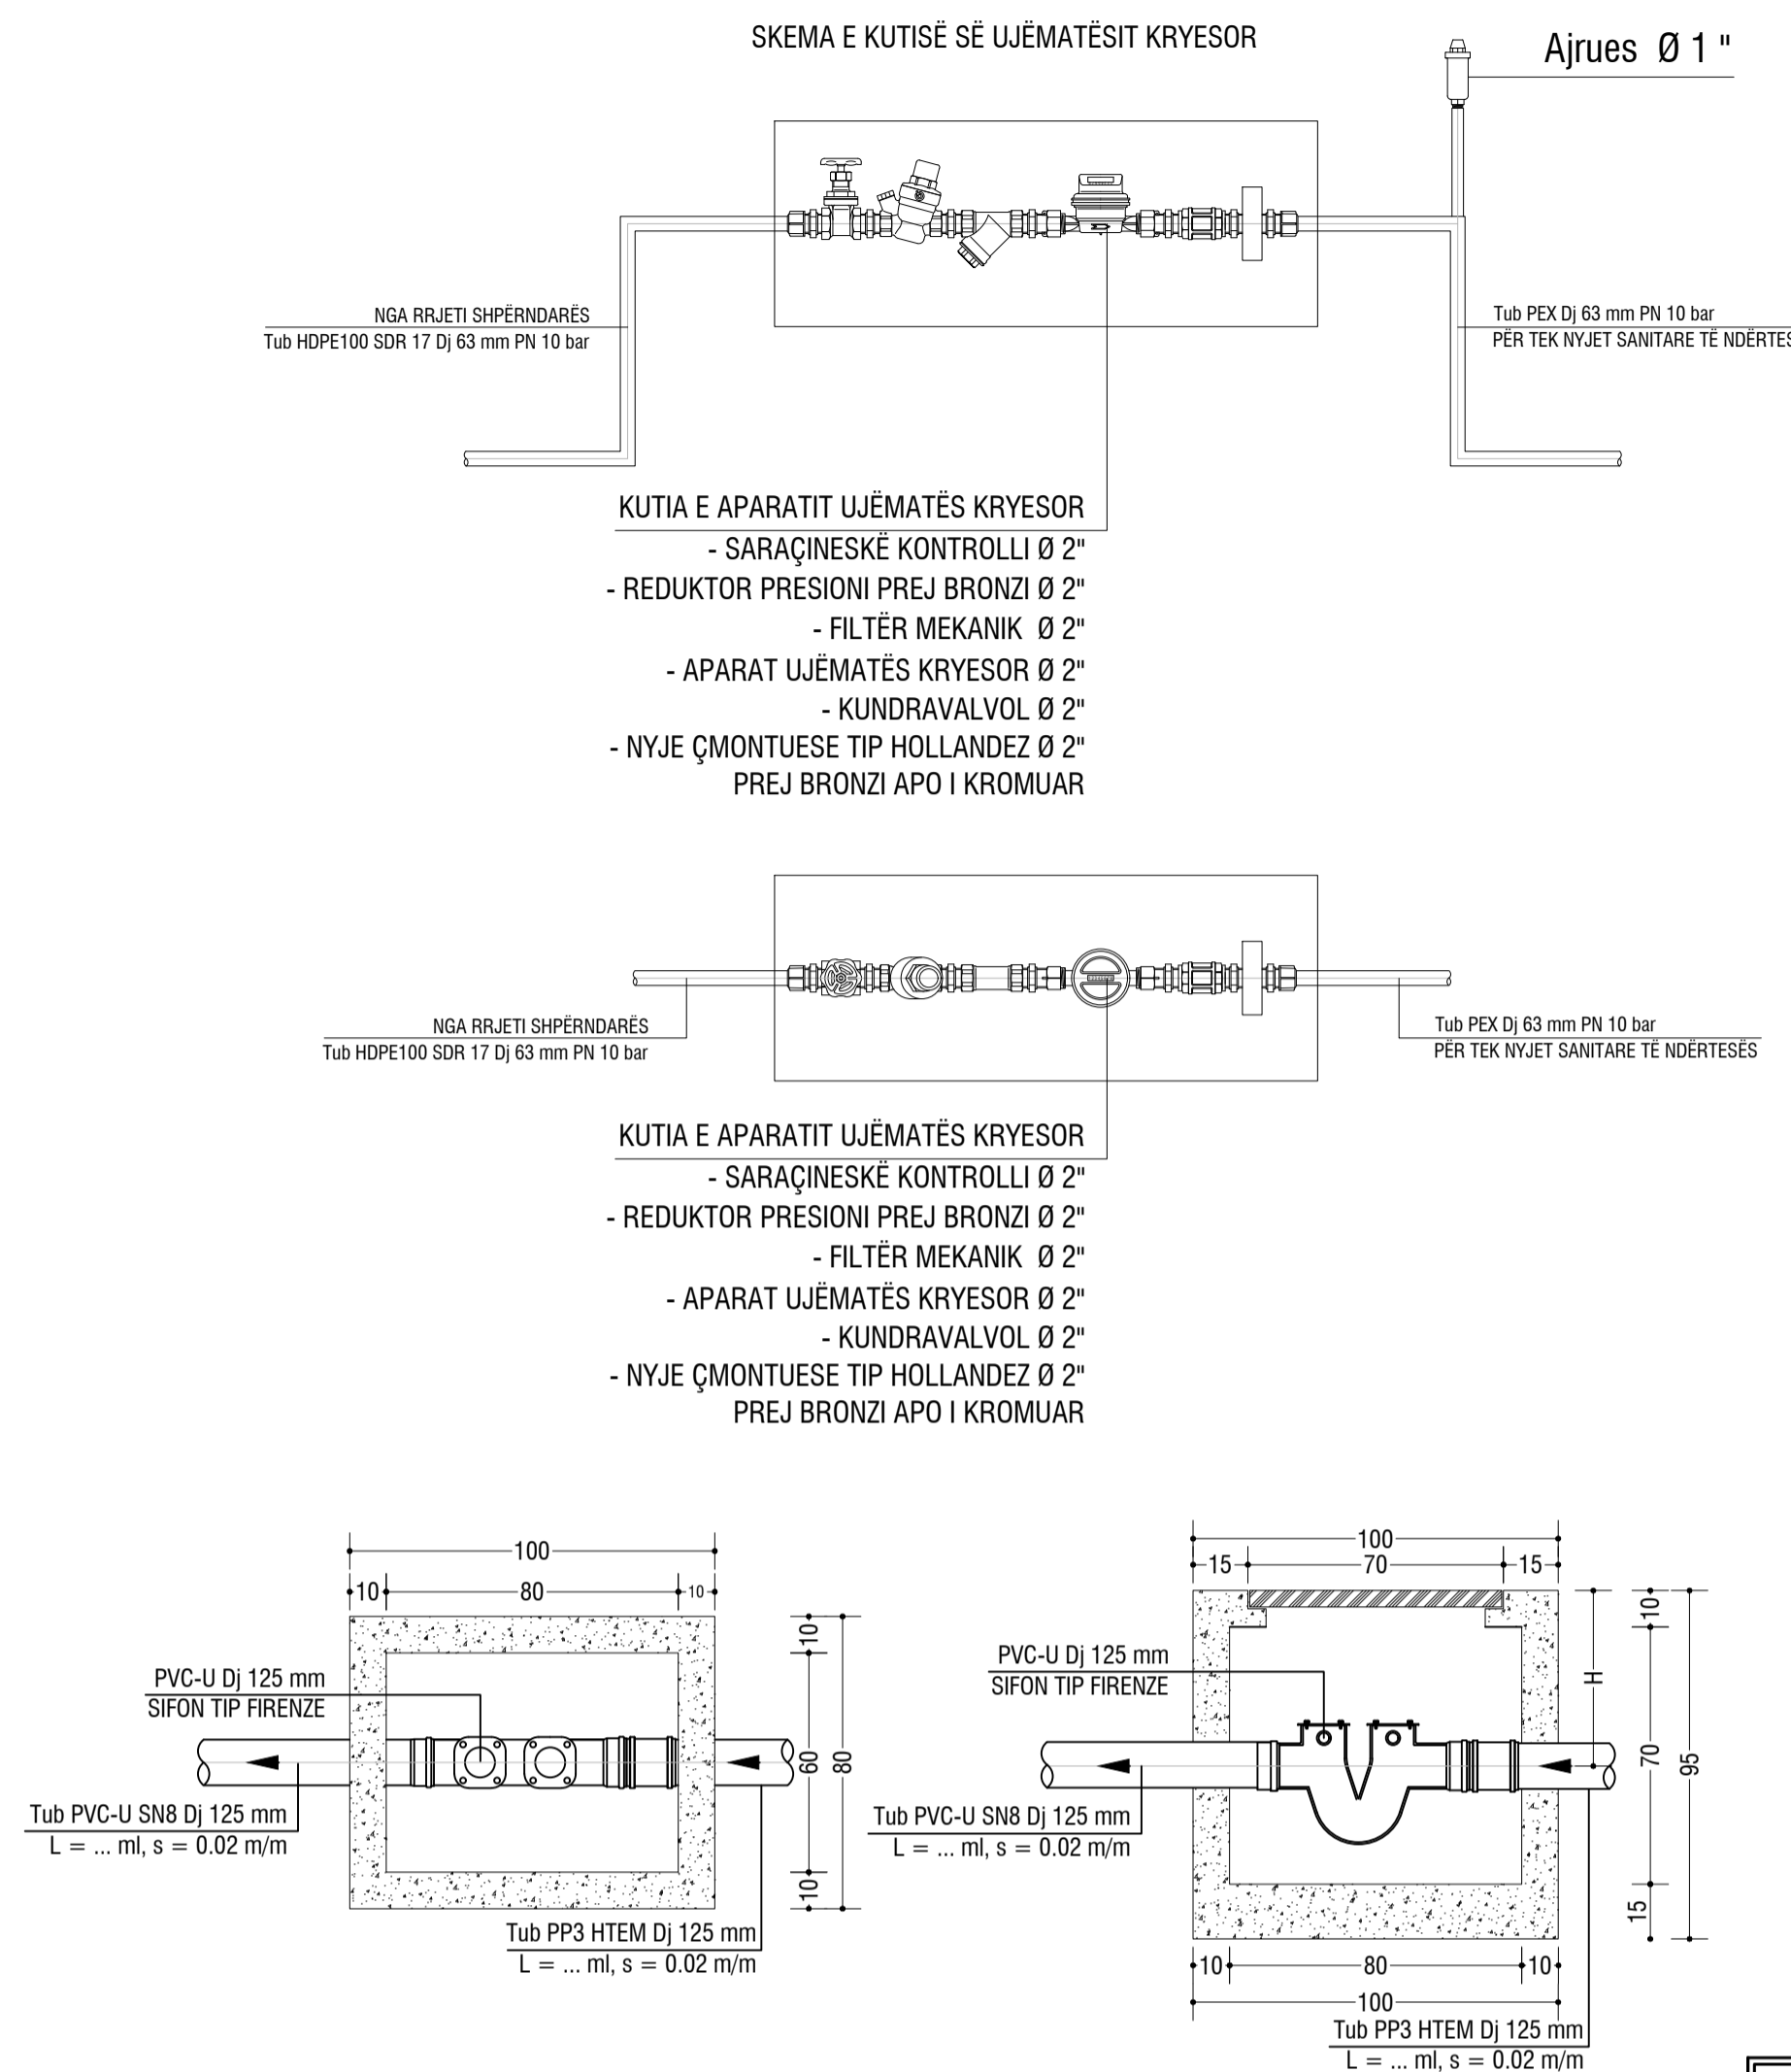 SKEMA E KUTISË SË UJËMATËSIT KRYESOR
Ajrues Ø 1 "
NGA RRJETI SHPËRNDARËS
Tub HDPE100 SDR 17 Dj 63 mm PN 10 bar
Tub PEX Dj 63 mm PN 10 bar
PËR TEK NYJET SANITARE TË
KUTIA E APARATIT UJËMATËS KRYESOR
- SARAÇINESKË KONTROLLI Ø 2"
- REDUKTOR PRESIONI PREJ BRONZI Ø 2"
- FILTËR MEKANIK Ø 2"
- APARAT UJËMATËS KRYESOR Ø 2"
- KUNDRAVALVOL Ø 2"
- NYJE ÇMONTUESE TIP HOLLANDEZ Ø 2"
PREJ BRONZI APO I KROMUAR
NGA RRJETI SHPËRNDARËS
Tub HDPE100 SDR 17 Dj 63 mm PN 10 bar
Tub PEX Dj 63 mm PN 10 bar
PËR TEK NYJET SANITARE TË NDËRTESËS
KUTIA E APARATIT UJËMATËS KRYESOR
- SARAÇINESKË KONTROLLI Ø 2"
- REDUKTOR PRESIONI PREJ BRONZI Ø 2"
- FILTËR MEKANIK Ø 2"
- APARAT UJËMATËS KRYESOR Ø 2"
- KUNDRAVALVOL Ø 2"
- NYJE ÇMONTUESE TIP HOLLANDEZ Ø 2"
PREJ BRONZI APO I KROMUAR
100
10 80 10
10
60
10
80
PVC-U Dj 125 mm
SIFON TIP FIRENZE
Tub PVC-U SN8 Dj 125 mm
L = ... ml, s = 0.02 m/m
Tub PP3 HTEM Dj 125 mm
L = ... ml, s = 0.02 m/m
100
15 70 15
PVC-U Dj 125 mm
SIFON TIP FIRENZE
H
10
70
15
95
Tub PVC-U SN8 Dj 125 mm
L = ... ml, s = 0.02 m/m
10 80 10
100
Tub PP3 HTEM Dj 125 mm
L = ... ml, s = 0.02 m/m